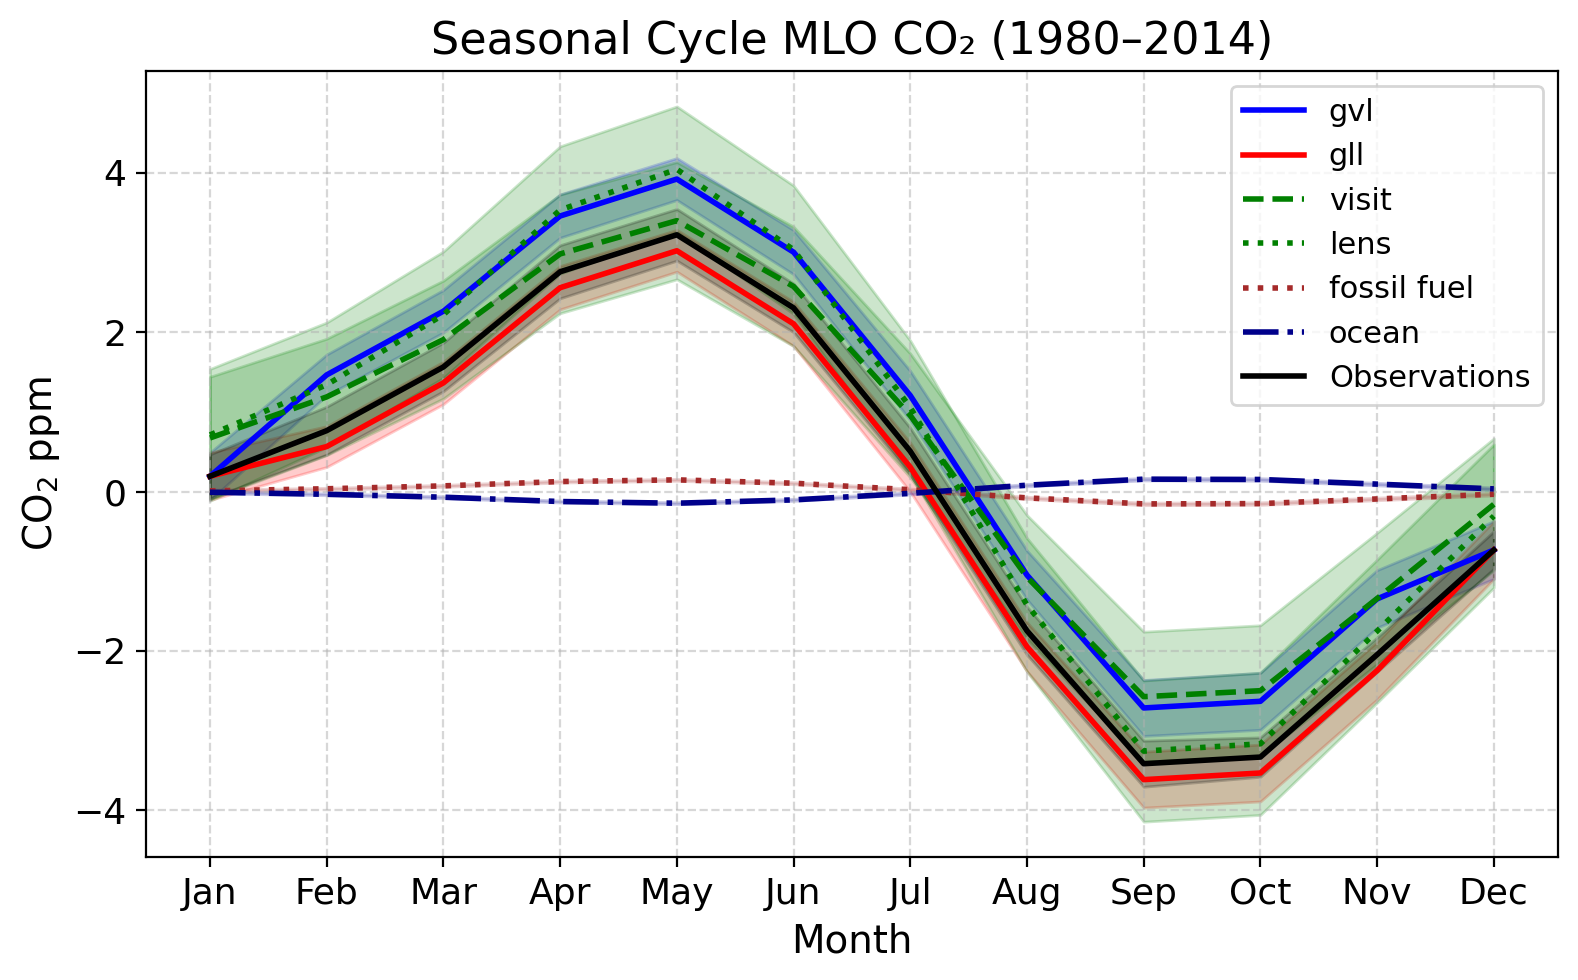 Seasonal Cycle MLO CO₂ (1980–2014)
gvl
gll
visit
lens
fossil fuel
ocean
Observations
CO₂ ppm
4
2
0
−2
−4
Jan Feb Mar Apr May Jun Jul Aug Sep Oct Nov Dec
Month